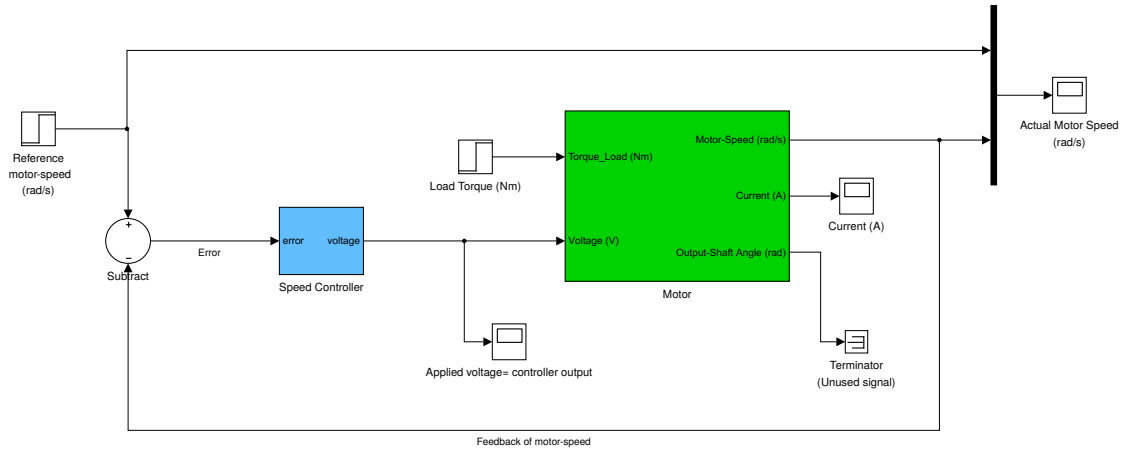 Reference
motor-speed
(rad/s)
+
−
Subtract
Error
error
voltage
Speed Controller
Load Torque (Nm)
Applied voltage= controller output
Torque_Load (Nm)
Voltage (V)
Motor-Speed (rad/s)
Current (A)
Output-Shaft Angle (rad)
Motor
Current (A)
Terminator
(Unused signal)
Actual Motor Speed
(rad/s)
Feedback of motor-speed